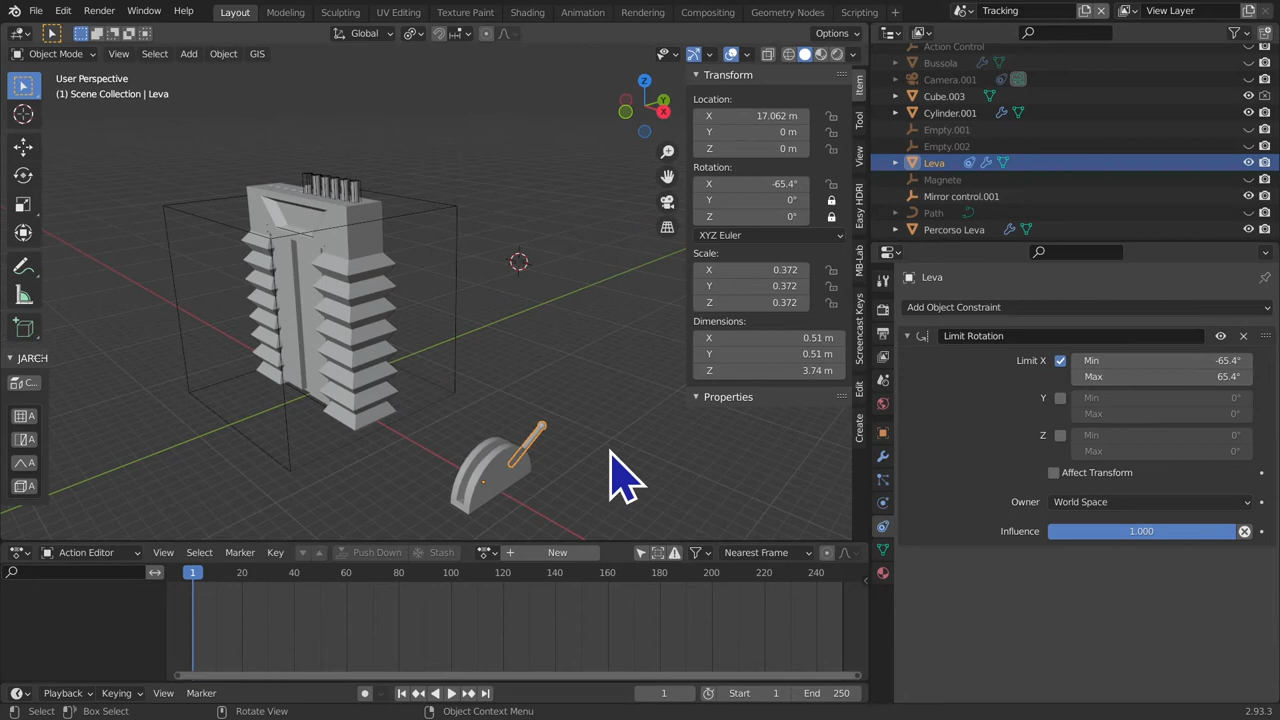 File Edit Render Window Help Layout Modeling Sculpting UV Editing Texture Paint Shading Animation Rendering Compositing Geometry Nodes Scripting + Tracking View Layer
Global Options
Object Mode View Select Add Object GIS
User Perspective
(1) Scene Collection | Leva
Z
Y
X
Transform
Location:
X 17.062 m
Y 0 m
Z 0 m
Rotation:
X -65.4°
Y 0°
Z 0°
XYZ Euler
Scale:
X 0.372
Y 0.372
Z 0.372
Dimensions:
X 0.51 m
Y 0.51 m
Z 3.74 m
Properties
Item
Tool
View
Easy HDRI
MB-Lab
Screencast Keys
Edit
Create
JARCH
C...
A
A
A
A
Action Control
Bussola
Camera.001
Cube.003
Cylinder.001
Empty.001
Empty.002
Leva
Magnete
Mirror control.001
Path
Percorso Leva
Leva
Add Object Constraint
Limit Rotation
Limit X Min -65.4°
Max 65.4°
Y Min 0°
Max 0°
Z Min 0°
Max 0°
Affect Transform
Owner World Space
Influence 1.000
Action Editor View Select Marker Key Push Down Stash + New Nearest Frame
1 20 40 60 80 100 120 140 160 180 200 220 240
Playback Keying View Marker 1 Start 1 End 250
Select Box Select Rotate View Object Context Menu 2.93.3